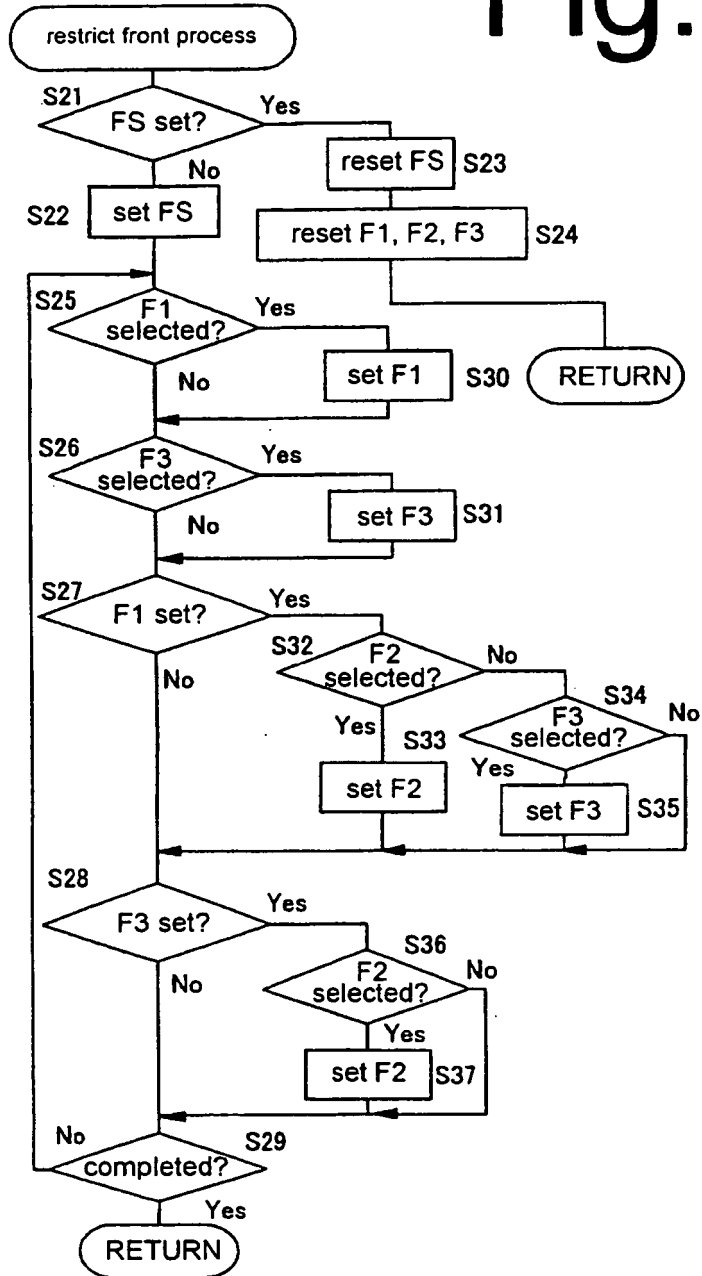 Fig.
restrict front process
S21
FS set?
Yes
No
reset FS
S23
S22
set FS
reset F1, F2, F3
S24
S25
F1
selected?
Yes
No
set F1
S30
RETURN
S26
F3
selected?
Yes
No
set F3
S31
S27
F1 set?
Yes
No
S32
F2
selected?
No
Yes
S33
set F2
S34
F3
selected?
No
Yes
set F3
S35
S28
F3 set?
Yes
No
S36
F2
selected?
No
Yes
set F2
S37
No
S29
completed?
Yes
RETURN